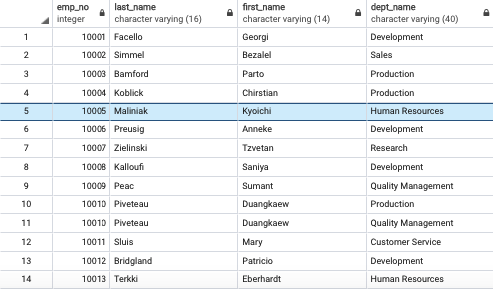 emp_no last_name first_name dept_name
integer character varying (16) character varying (14) character varying (40)
1 10001 Facello Georgi Development
2 10002 Simmel Bezalel Sales
3 10003 Bamford Parto Production
4 10004 Koblick Chirstian Production
5 10005 Maliniak Kyoichi Human Resources
6 10006 Preusig Anneke Development
7 10007 Zielinski Tzvetan Research
8 10008 Kalloufi Saniya Development
9 10009 Peac Sumant Quality Management
10 10010 Piveteau Duangkaew Production
11 10010 Piveteau Duangkaew Quality Management
12 10011 Sluis Mary Customer Service
13 10012 Bridgland Patricio Development
14 10013 Terkki Eberhardt Human Resources